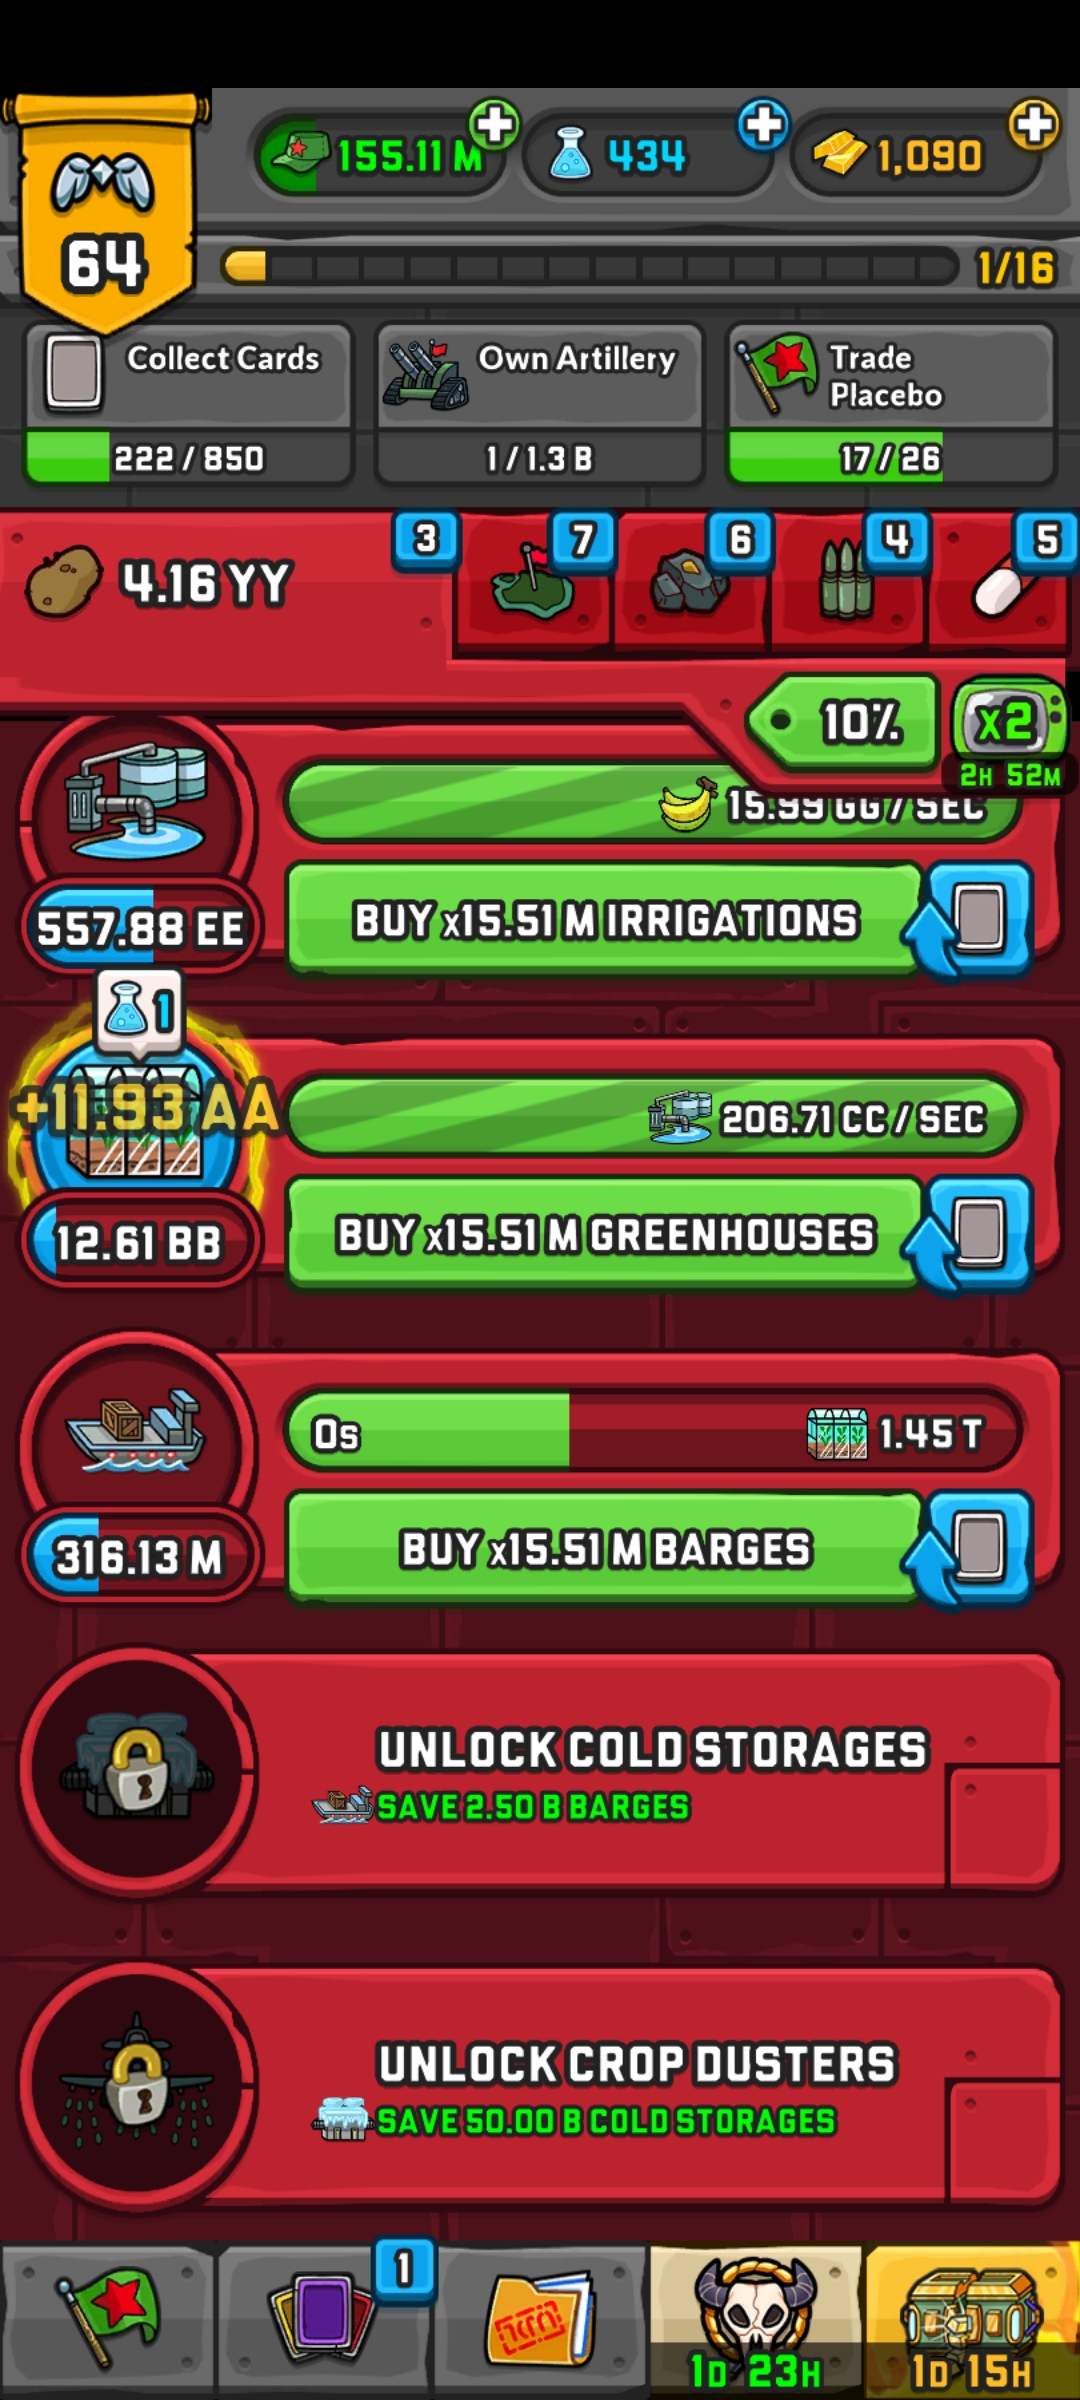 64
155.11 M
434
1,090
1/16
Collect Cards
222 / 850
Own Artillery
1 / 1.3 B
Trade
Placebo
17 / 26
4.16 YY
3
7
6
4
5
10%
x2
2H 52M
15.99 GG / SEC
557.88 EE
BUY x15.51 M IRRIGATIONS
1
+11.93 AA
206.71 CC / SEC
12.61 BB
BUY x15.51 M GREENHOUSES
0s
1.45 T
316.13 M
BUY x15.51 M BARGES
UNLOCK COLD STORAGES
SAVE 2.50 B BARGES
UNLOCK CROP DUSTERS
SAVE 50.00 B COLD STORAGES
1
1D 23H
1D 15H